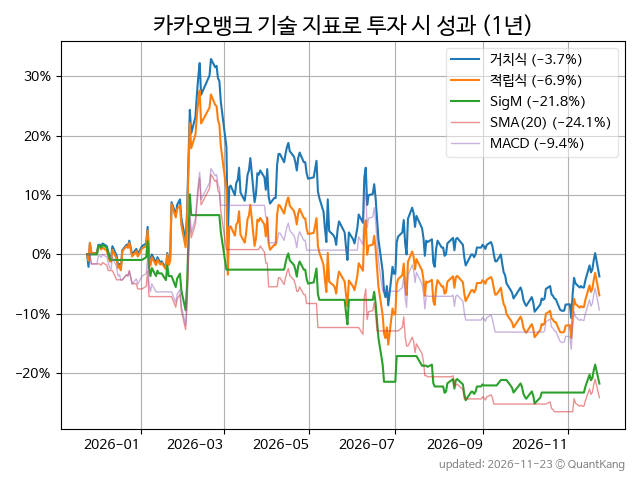 카카오뱅크 기술 지표로 투자 시 성과 (1년)
거치식 (−3.7%)
적립식 (−6.9%)
SigM (−21.8%)
SMA(20) (−24.1%)
MACD (−9.4%)
30%
20%
10%
0%
−10%
−20%
2026-01 2026-03 2026-05 2026-07 2026-09 2026-11
updated: 2026-11-23 © QuantKang